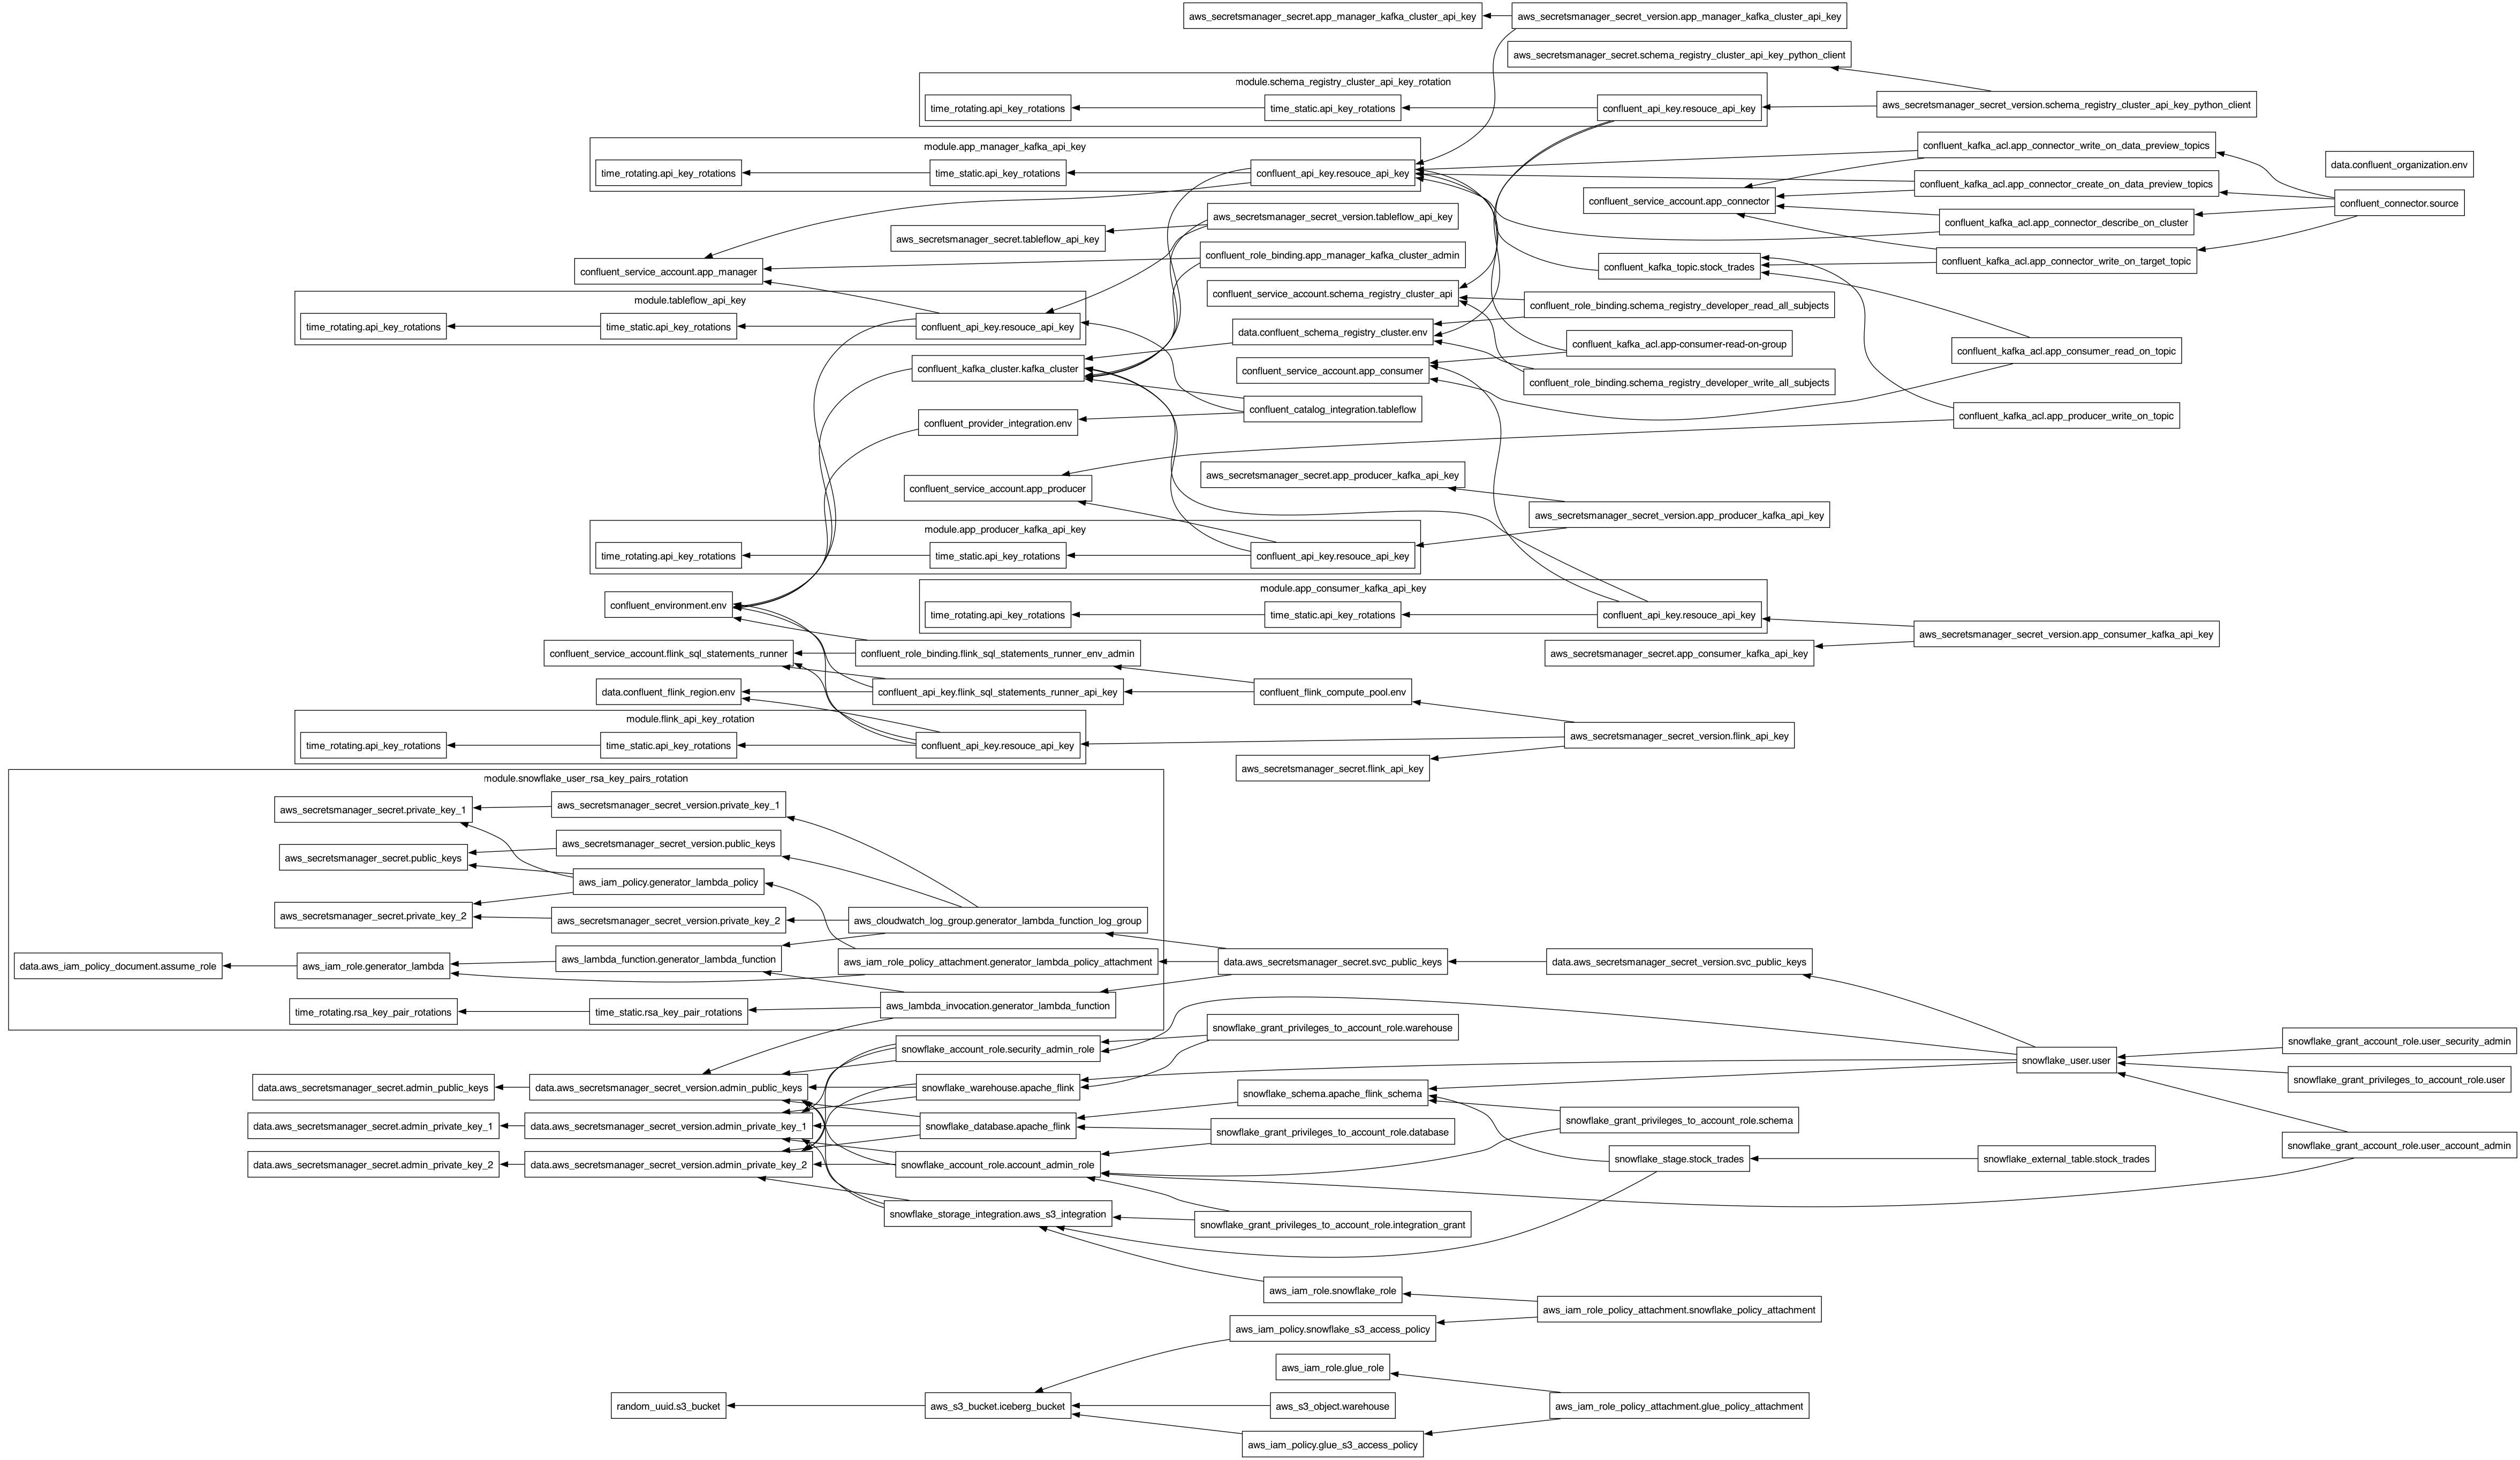 aws_secretsmanager_secret.app_manager_kafka_cluster_api_key
aws_secretsmanager_secret_version.app_manager_kafka_cluster_api_key
aws_secretsmanager_secret.schema_registry_cluster_api_key_python_client
module.schema_registry_cluster_api_key_rotation
time_rotating.api_key_rotations
time_static.api_key_rotations
confluent_api_key.resouce_api_key
aws_secretsmanager_secret_version.schema_registry_cluster_api_key_python_client
module.app_manager_kafka_api_key
time_rotating.api_key_rotations
time_static.api_key_rotations
confluent_api_key.resouce_api_key
confluent_kafka_acl.app_connector_write_on_data_preview_topics
data.confluent_organization.env
confluent_kafka_acl.app_connector_create_on_data_preview_topics
confluent_service_account.app_connector
confluent_connector.source
aws_secretsmanager_secret_version.tableflow_api_key
confluent_kafka_acl.app_connector_describe_on_cluster
aws_secretsmanager_secret.tableflow_api_key
confluent_role_binding.app_manager_kafka_cluster_admin
confluent_kafka_acl.app_connector_write_on_target_topic
confluent_service_account.app_manager
confluent_kafka_topic.stock_trades
confluent_service_account.schema_registry_cluster_api
module.tableflow_api_key
confluent_role_binding.schema_registry_developer_read_all_subjects
time_rotating.api_key_rotations
time_static.api_key_rotations
confluent_api_key.resouce_api_key
data.confluent_schema_registry_cluster.env
confluent_kafka_acl.app-consumer-read-on-group
confluent_kafka_acl.app_consumer_read_on_topic
confluent_kafka_cluster.kafka_cluster
confluent_service_account.app_consumer
confluent_role_binding.schema_registry_developer_write_all_subjects
confluent_catalog_integration.tableflow
confluent_kafka_acl.app_producer_write_on_topic
confluent_provider_integration.env
aws_secretsmanager_secret.app_producer_kafka_api_key
confluent_service_account.app_producer
aws_secretsmanager_secret_version.app_producer_kafka_api_key
module.app_producer_kafka_api_key
time_rotating.api_key_rotations
time_static.api_key_rotations
confluent_api_key.resouce_api_key
module.app_consumer_kafka_api_key
confluent_environment.env
time_rotating.api_key_rotations
time_static.api_key_rotations
confluent_api_key.resouce_api_key
aws_secretsmanager_secret_version.app_consumer_kafka_api_key
confluent_service_account.flink_sql_statements_runner
confluent_role_binding.flink_sql_statements_runner_env_admin
aws_secretsmanager_secret.app_consumer_kafka_api_key
data.confluent_flink_region.env
confluent_api_key.flink_sql_statements_runner_api_key
confluent_flink_compute_pool.env
module.flink_api_key_rotation
time_rotating.api_key_rotations
time_static.api_key_rotations
confluent_api_key.resouce_api_key
aws_secretsmanager_secret_version.flink_api_key
aws_secretsmanager_secret.flink_api_key
module.snowflake_user_rsa_key_pairs_rotation
aws_secretsmanager_secret.private_key_1
aws_secretsmanager_secret_version.private_key_1
aws_secretsmanager_secret_version.public_keys
aws_secretsmanager_secret.public_keys
aws_iam_policy.generator_lambda_policy
aws_secretsmanager_secret.private_key_2
aws_secretsmanager_secret_version.private_key_2
aws_cloudwatch_log_group.generator_lambda_function_log_group
data.aws_iam_policy_document.assume_role
aws_iam_role.generator_lambda
aws_lambda_function.generator_lambda_function
aws_iam_role_policy_attachment.generator_lambda_policy_attachment
data.aws_secretsmanager_secret.svc_public_keys
data.aws_secretsmanager_secret_version.svc_public_keys
time_rotating.rsa_key_pair_rotations
time_static.rsa_key_pair_rotations
aws_lambda_invocation.generator_lambda_function
snowflake_grant_privileges_to_account_role.warehouse
snowflake_account_role.security_admin_role
snowflake_grant_account_role.user_security_admin
snowflake_user.user
data.aws_secretsmanager_secret.admin_public_keys
data.aws_secretsmanager_secret_version.admin_public_keys
snowflake_warehouse.apache_flink
snowflake_grant_privileges_to_account_role.user
snowflake_schema.apache_flink_schema
data.aws_secretsmanager_secret.admin_private_key_1
data.aws_secretsmanager_secret_version.admin_private_key_1
snowflake_database.apache_flink
snowflake_grant_privileges_to_account_role.database
snowflake_grant_privileges_to_account_role.schema
snowflake_grant_account_role.user_account_admin
data.aws_secretsmanager_secret.admin_private_key_2
data.aws_secretsmanager_secret_version.admin_private_key_2
snowflake_account_role.account_admin_role
snowflake_stage.stock_trades
snowflake_external_table.stock_trades
snowflake_storage_integration.aws_s3_integration
snowflake_grant_privileges_to_account_role.integration_grant
aws_iam_role.snowflake_role
aws_iam_role_policy_attachment.snowflake_policy_attachment
aws_iam_policy.snowflake_s3_access_policy
aws_iam_role.glue_role
random_uuid.s3_bucket
aws_s3_bucket.iceberg_bucket
aws_s3_object.warehouse
aws_iam_role_policy_attachment.glue_policy_attachment
aws_iam_policy.glue_s3_access_policy